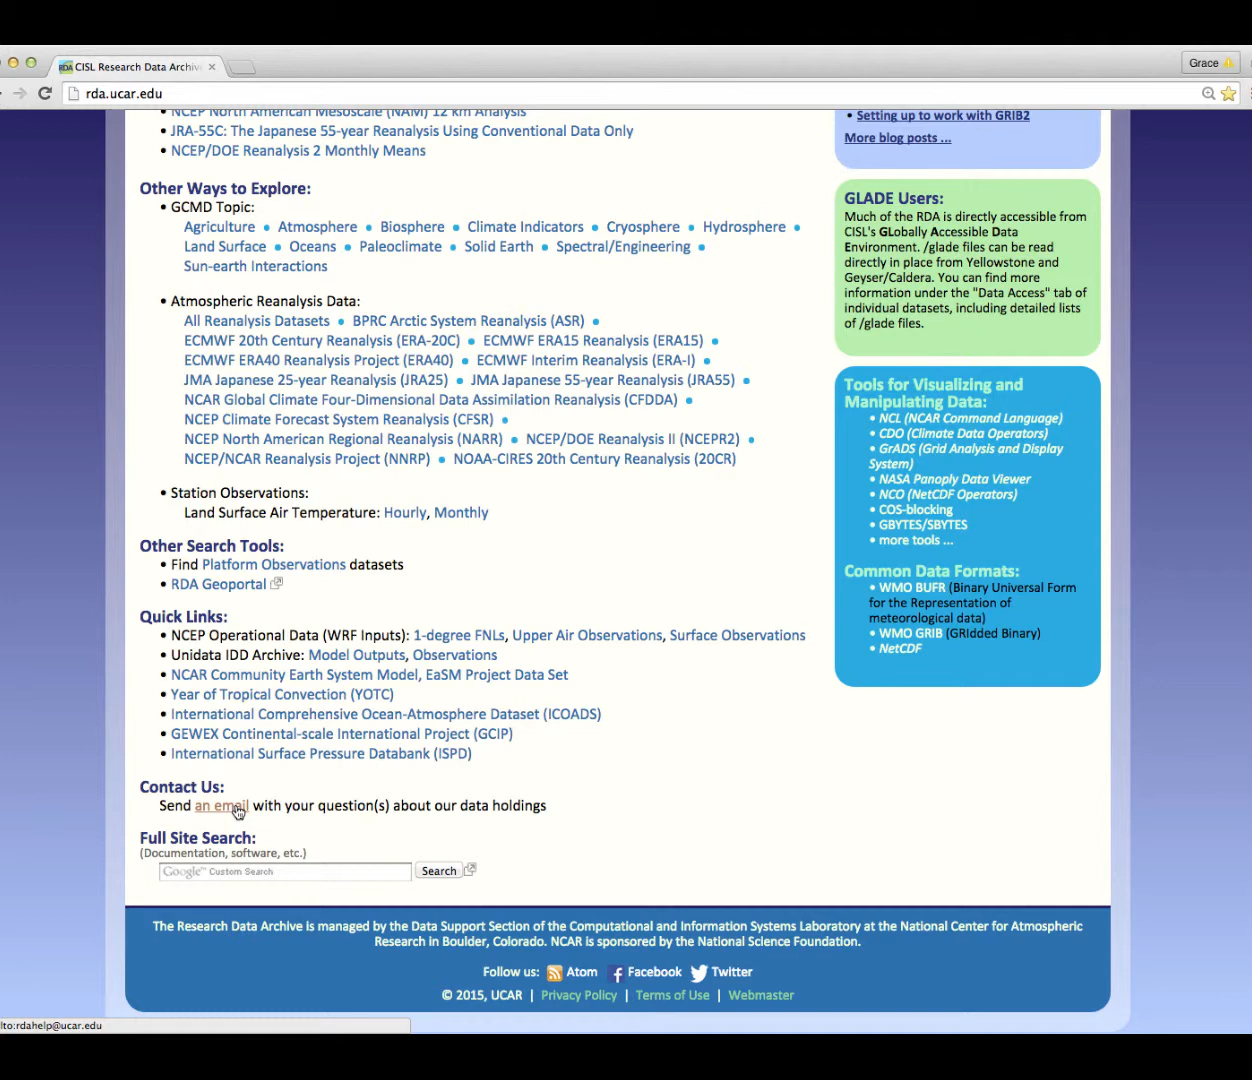 CISL Research Data Archiv
Grace
rda.ucar.edu
NCEP North American Mesoscale (NAM) 12 km Analysis
• JRA-55C: The Japanese 55-year Reanalysis Using Conventional Data Only
• NCEP/DOE Reanalysis 2 Monthly Means
Other Ways to Explore:
• GCMD Topic:
Agriculture • Atmosphere • Biosphere • Climate Indicators • Cryosphere • Hydrosphere •
Land Surface • Oceans • Paleoclimate • Solid Earth • Spectral/Engineering •
Sun-earth Interactions
• Atmospheric Reanalysis Data:
All Reanalysis Datasets • BPRC Arctic System Reanalysis (ASR) •
ECMWF 20th Century Reanalysis (ERA-20C) • ECMWF ERA15 Reanalysis (ERA15) •
ECMWF ERA40 Reanalysis Project (ERA40) • ECMWF Interim Reanalysis (ERA-I) •
JMA Japanese 25-year Reanalysis (JRA25) • JMA Japanese 55-year Reanalysis (JRA55) •
NCAR Global Climate Four-Dimensional Data Assimilation Reanalysis (CFDDA) •
NCEP Climate Forecast System Reanalysis (CFSR) •
NCEP North American Regional Reanalysis (NARR) • NCEP/DOE Reanalysis II (NCEPR2) •
NCEP/NCAR Reanalysis Project (NNRP) • NOAA-CIRES 20th Century Reanalysis (20CR)
• Station Observations:
Land Surface Air Temperature: Hourly, Monthly
Other Search Tools:
• Find Platform Observations datasets
• RDA Geoportal
Quick Links:
• NCEP Operational Data (WRF Inputs): 1-degree FNLs, Upper Air Observations, Surface Observations
• Unidata IDD Archive: Model Outputs, Observations
• NCAR Community Earth System Model, EaSM Project Data Set
• Year of Tropical Convection (YOTC)
• International Comprehensive Ocean-Atmosphere Dataset (ICOADS)
• GEWEX Continental-scale International Project (GCIP)
• International Surface Pressure Databank (ISPD)
Contact Us:
Send an email with your question(s) about our data holdings
Full Site Search:
(Documentation, software, etc.)
Google™ Custom Search
Search
• Setting up to work with GRIB2
More blog posts ...
GLADE Users:
Much of the RDA is directly accessible from
CISL's GLobally Accessible Data
Environment. /glade files can be read
directly in place from Yellowstone and
Geyser/Caldera. You can find more
information under the "Data Access" tab of
individual datasets, including detailed lists
of /glade files.
Tools for Visualizing and
Manipulating Data:
• NCL (NCAR Command Language)
• CDO (Climate Data Operators)
• GrADS (Grid Analysis and Display
System)
• NASA Panoply Data Viewer
• NCO (NetCDF Operators)
• COS-blocking
• GBYTES/SBYTES
• more tools ...
Common Data Formats:
• WMO BUFR (Binary Universal Form
for the Representation of
meteorological data)
• WMO GRIB (GRIdded Binary)
• NetCDF
The Research Data Archive is managed by the Data Support Section of the Computational and Information Systems Laboratory at the National Center for Atmospheric
Research in Boulder, Colorado. NCAR is sponsored by the National Science Foundation.
Follow us: Atom Facebook Twitter
© 2015, UCAR | Privacy Policy | Terms of Use | Webmaster
lto:rdahelp@ucar.edu